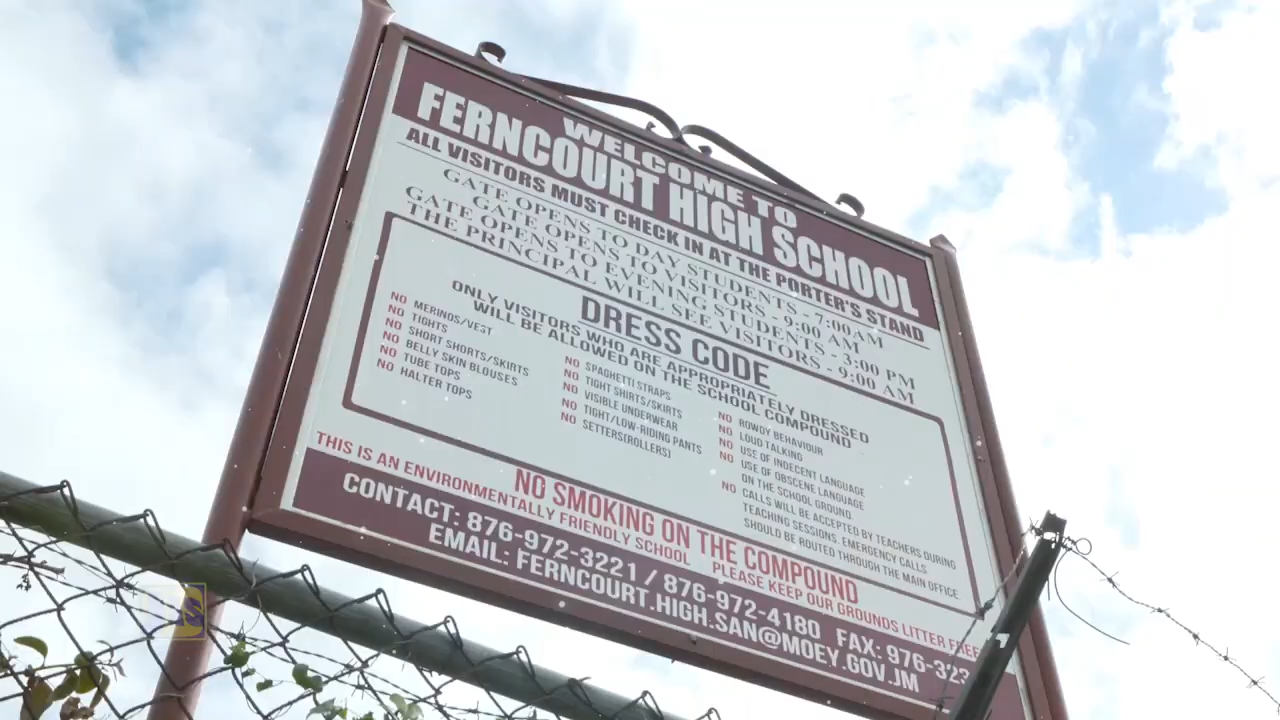 WELCOME TO
FERNCOURT HIGH SCHOOL
ALL VISITORS MUST CHECK IN AT THE PORTER'S STAND
GATE OPENS TO DAY STUDENTS - 7:00AM
GATE OPENS TO VISITORS - 9:00 AM
GATE OPENS TO EVENING STUDENTS - 3:00 PM
THE PRINCIPAL WILL SEE VISITORS - 9:00 AM
DRESS CODE
ONLY VISITORS WHO ARE APPROPRIATELY DRESSED
WILL BE ALLOWED ON THE SCHOOL COMPOUND
NO MERINOS/VEST
NO TIGHTS
NO SHORT SHORTS/SKIRTS
NO BELLY SKIN BLOUSES
NO TUBE TOPS
NO HALTER TOPS
NO SPAGHETTI STRAPS
NO TIGHT SHIRTS/SKIRTS
NO VISIBLE UNDERWEAR
NO TIGHT/LOW-RIDING PANTS
NO SETTERS(ROLLERS)
NO ROWDY BEHAVIOUR
NO LOUD TALKING
NO USE OF INDECENT LANGUAGE
NO USE OF OBSCENE LANGUAGE
ON THE SCHOOL GROUND
NO CALLS WILL BE ACCEPTED BY TEACHERS DURING
TEACHING SESSIONS. EMERGENCY CALLS
SHOULD BE ROUTED THROUGH THE MAIN OFFICE
NO SMOKING ON THE COMPOUND
THIS IS AN ENVIRONMENTALLY FRIENDLY SCHOOL PLEASE KEEP OUR GROUNDS LITTER FREE
CONTACT: 876-972-3221 / 876-972-4180 FAX: 976-323
EMAIL: FERNCOURT.HIGH.SAN@MOEY.GOV.JM